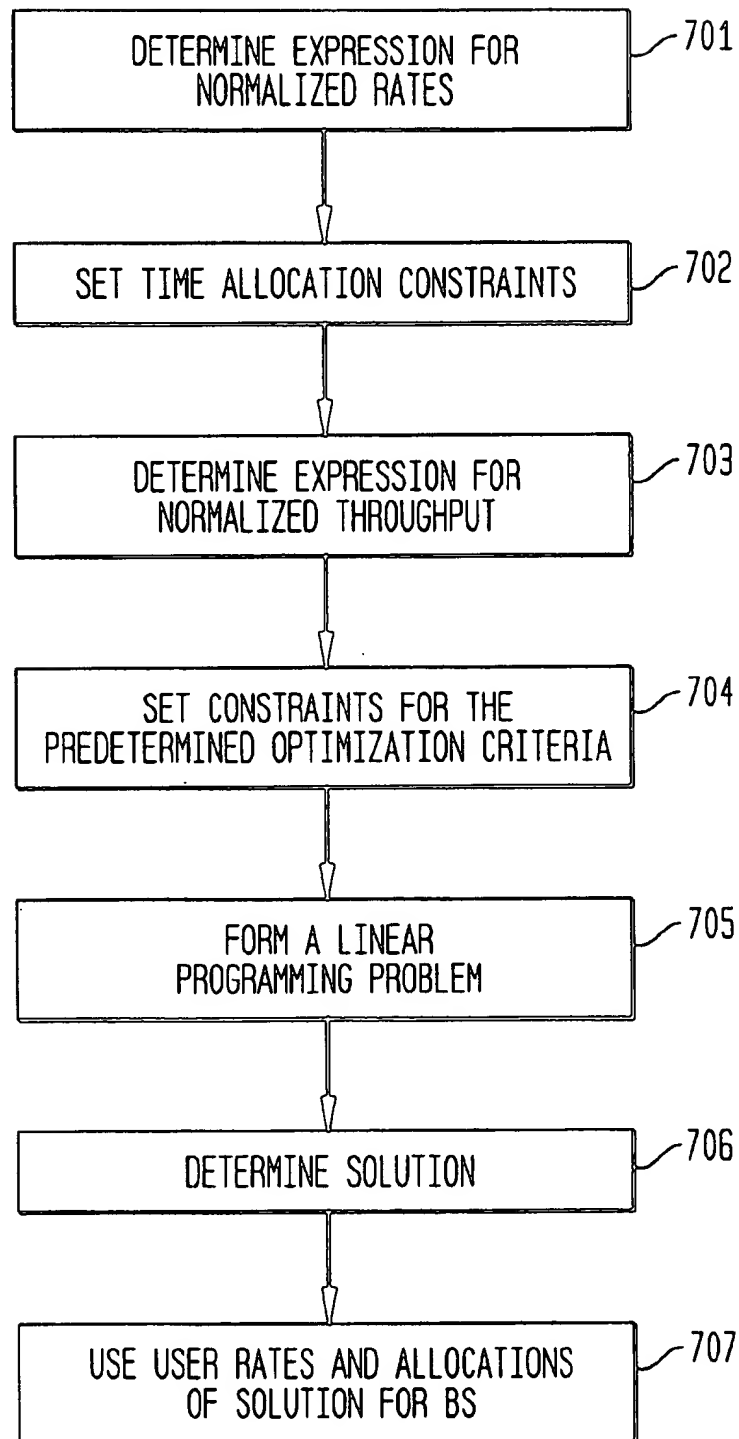 DETERMINE EXPRESSION FOR
NORMALIZED RATES
701
SET TIME ALLOCATION CONSTRAINTS
702
DETERMINE EXPRESSION FOR
NORMALIZED THROUGHPUT
703
SET CONSTRAINTS FOR THE
PREDETERMINED OPTIMIZATION CRITERIA
704
FORM A LINEAR
PROGRAMMING PROBLEM
705
DETERMINE SOLUTION
706
USE USER RATES AND ALLOCATIONS
OF SOLUTION FOR BS
707